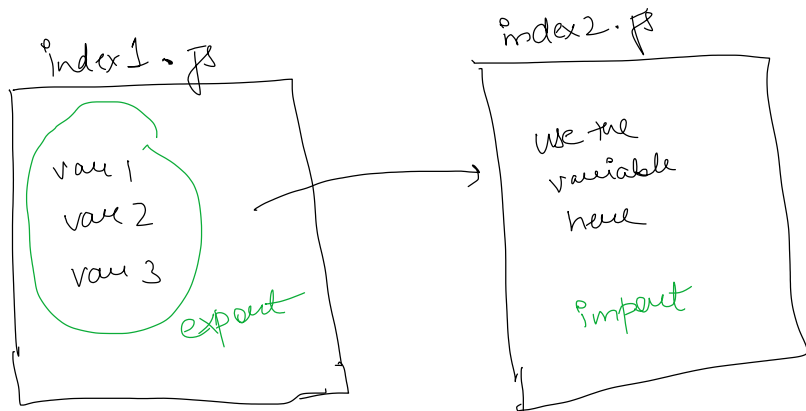 index1.js
var 1
var 2
var 3
export
index2.js
use the
variable
here
import